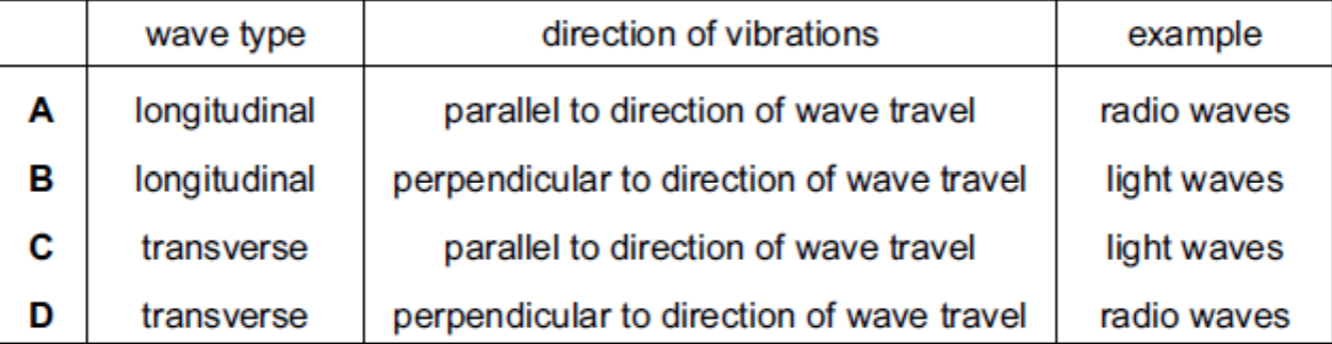 wave type direction of vibrations example
A longitudinal parallel to direction of wave travel radio waves
B longitudinal perpendicular to direction of wave travel light waves
C transverse parallel to direction of wave travel light waves
D transverse perpendicular to direction of wave travel radio waves